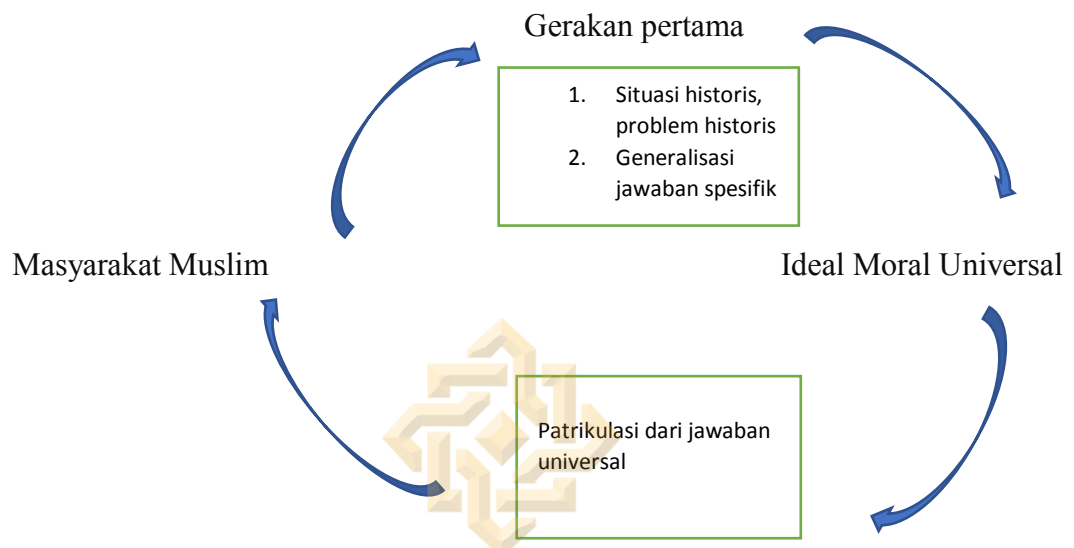 Gerakan pertama
1. Situasi historis,
problem historis
2. Generalisasi
jawaban spesifik
Masyarakat Muslim
Ideal Moral Universal
Patrikulasi dari jawaban
universal